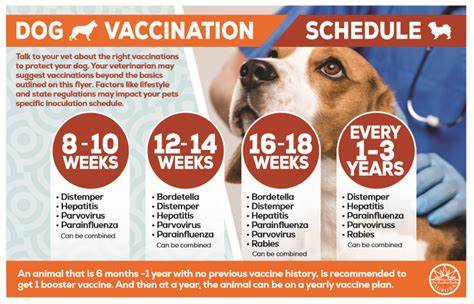 DOG VACCINATION SCHEDULE
Talk to your vet about the right vaccinations
to protect your dog. Your veterinarian may
suggest vaccinations beyond the basics
outlined on this flyer. Factors like lifestyle
and state regulations may impact your pets
specific inoculation schedule.
8-10
WEEKS
• Distemper
• Hepatitis
• Parvovirus
• Parainfluenza
Can be combined
12-14
WEEKS
• Bordetella
• Distemper
• Hepatitis
• Parvovirus
• Parainfluenza
Can be combined
16-18
WEEKS
• Bordetella
• Distemper
• Hepatitis
• Parainfluenza
• Parvovirus
• Rabies
Can be combined
EVERY
1-3
YEARS
• Distemper
• Hepatitis
• Parainfluenza
• Parvovirus
• Rabies
Can be combined
An animal that is 6 months -1 year with no previous vaccine history, is recommended to
get 1 booster vaccine. And then at a year, the animal can be on a yearly vaccine plan.